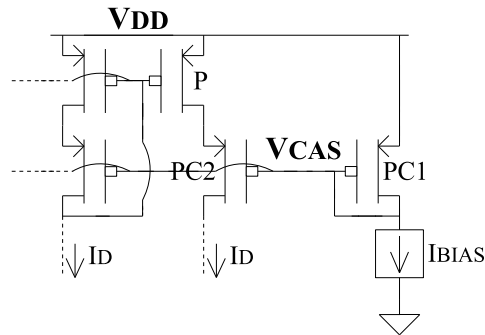 VDD
P
PC2
VCAS
PC1
ID
ID
IBIAS